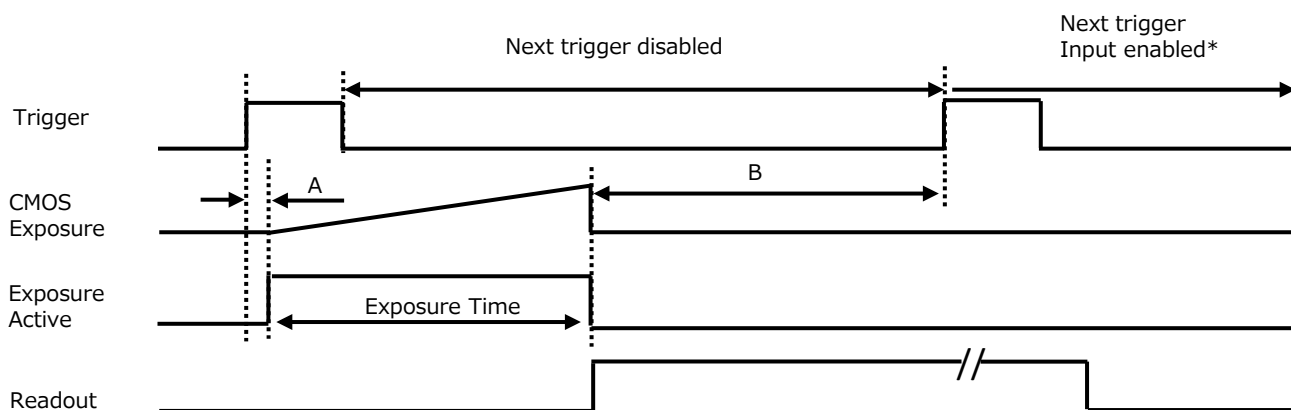 Next trigger disabled
Next trigger
Input enabled*
Trigger
A
B
CMOS
Exposure
Exposure
Active
Exposure Time
Readout